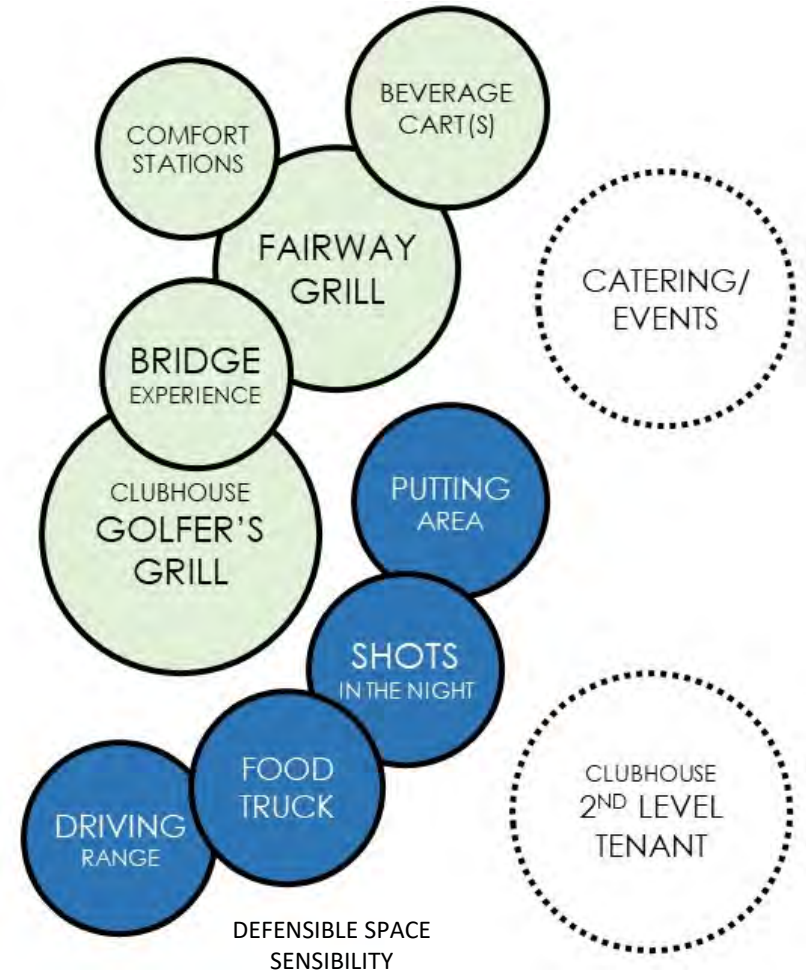 BEVERAGE
CART(S)
COMFORT
STATIONS
FAIRWAY
GRILL
CATERING/
EVENTS
BRIDGE
EXPERIENCE
CLUBHOUSE
GOLFER'S
GRILL
PUTTING
AREA
SHOTS
IN THE NIGHT
FOOD
TRUCK
DRIVING
RANGE
CLUBHOUSE
2ND LEVEL
TENANT
DEFENSIBLE SPACE
SENSIBILITY